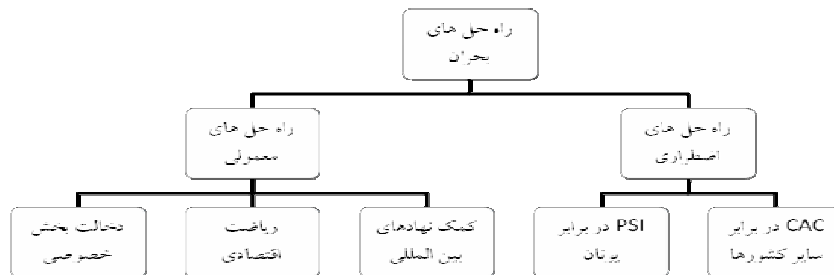 راه حل های
بحران
راه حل های
اضطراری
راه حل های
معمولی
CAC در برابر
سایر کشورها
PSI در برابر
یونان
کمک نهادهای
بین المللی
ریاضت
اقتصادی
دخالت بخش
خصوصی